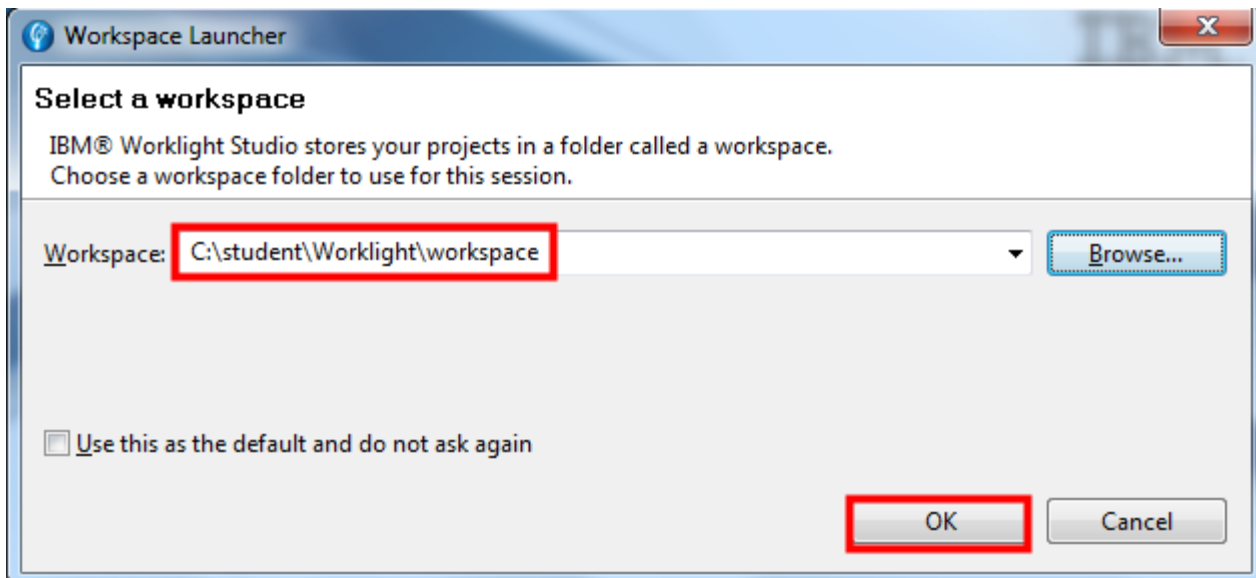 Workspace Launcher
IBM
x
Select a workspace
IBM® Worklight Studio stores your projects in a folder called a workspace.
Choose a workspace folder to use for this session.
Workspace: C:\student\Worklight\workspace Browse...
Use this as the default and do not ask again
OK Cancel